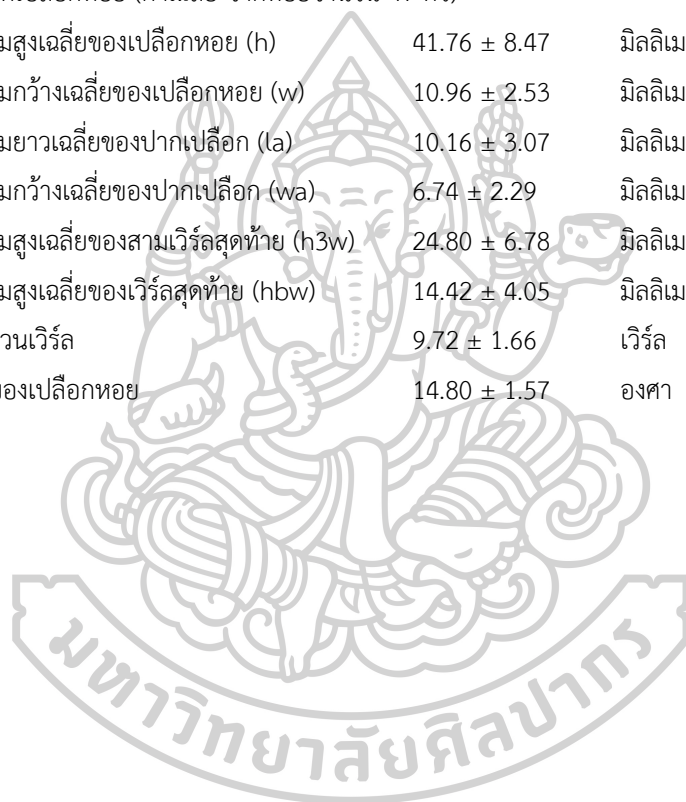 มสูงเฉลี่ยของเปลือกหอย (h) 41.76 ± 8.47 มิลลิเม
มกว้างเฉลี่ยของเปลือกหอย (w) 10.96 ± 2.53 มิลลิเม
มยาวเฉลี่ยของปากเปลือก (la) 10.16 ± 3.07 มิลลิเม
มกว้างเฉลี่ยของปากเปลือก (wa) 6.74 ± 2.29 มิลลิเม
มสูงเฉลี่ยของสามเวิร์ลสุดท้าย (h3w) 24.80 ± 6.78 มิลลิเม
มสูงเฉลี่ยของเวิร์ลสุดท้าย (hbw) 14.42 ± 4.05 มิลลิเม
วนเวิร์ล 9.72 ± 1.66 เวิร์ล
ของเปลือกหอย 14.80 ± 1.57 องศา
มหาวิทยาลัยศิลปากร